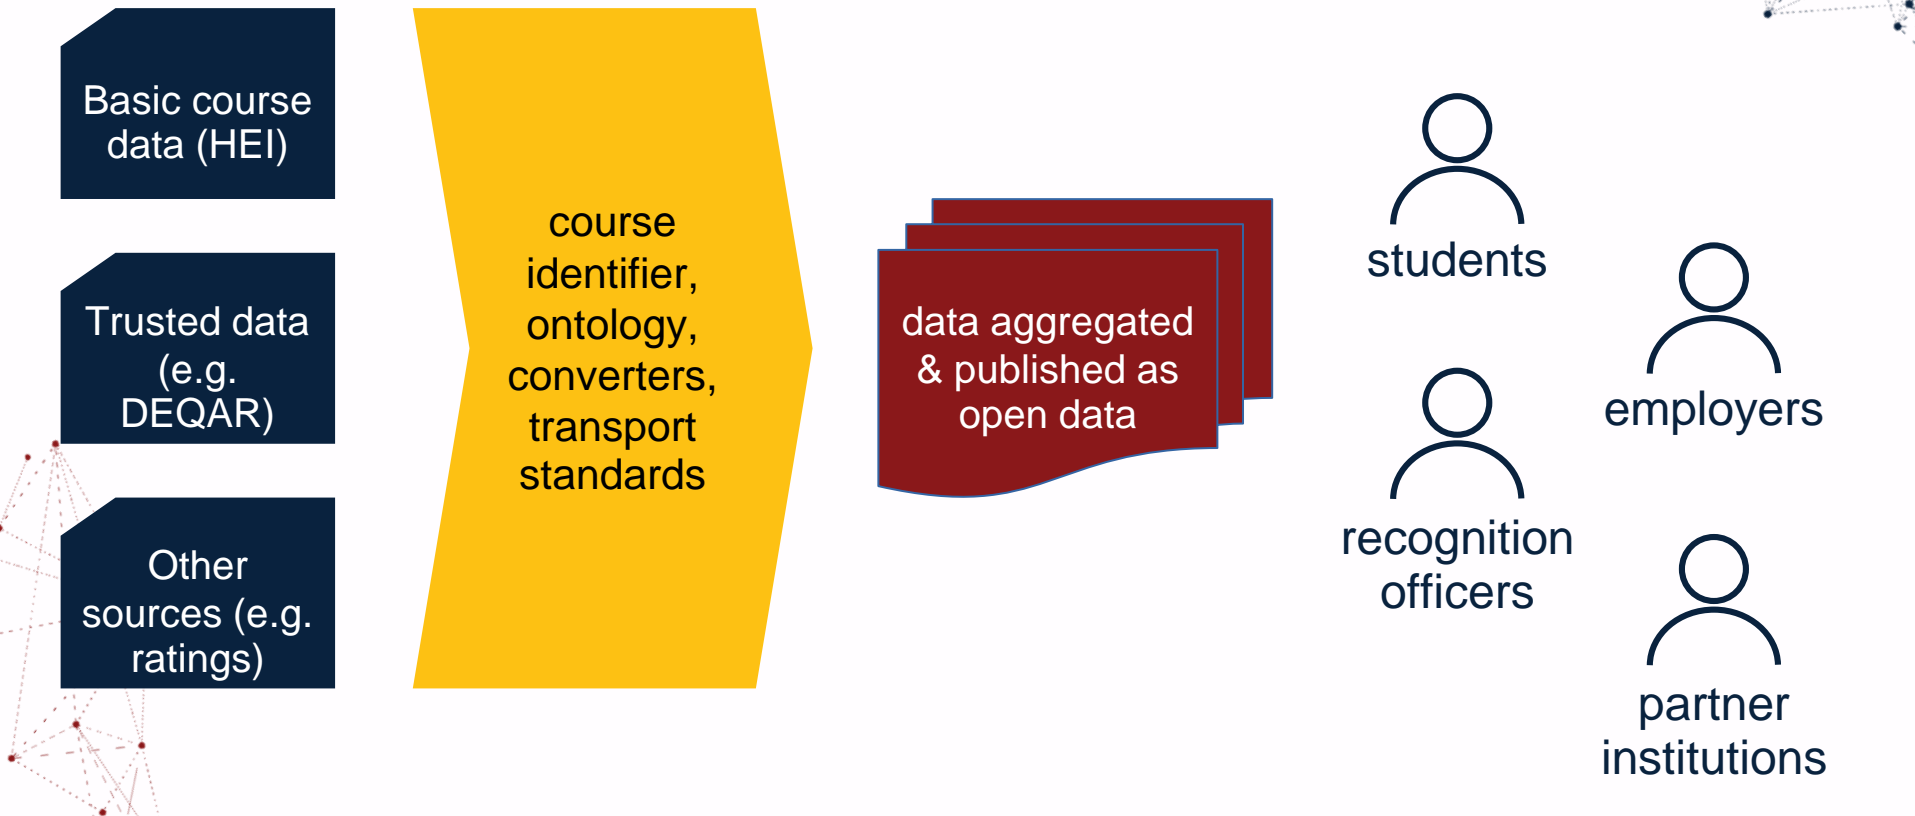 Basic course
data (HEI)
Trusted data
(e.g.
DEQAR)
Other
sources (e.g.
ratings)
course
identifier,
ontology,
converters,
transport
standards
data aggregated
& published as
open data
students
employers
recognition
officers
partner
institutions